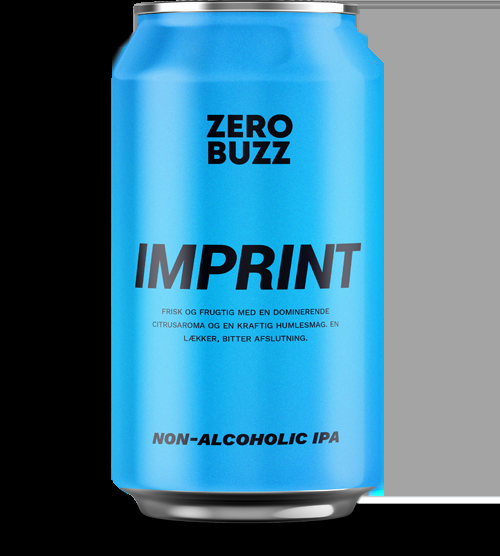 ZERO
BUZZ
IMPRINT
FRISK OG FRUGTIG MED EN DOMINERENDE
CITRUSAROMA OG EN KRAFTIG HUMLESMAG. EN
LÆKKER, BITTER AFSLUTNING.
NON-ALCOHOLIC IPA